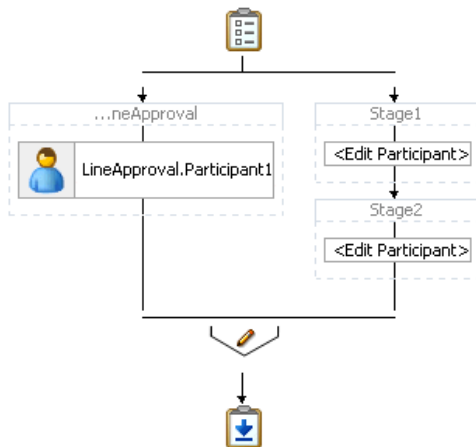 ...neApproval
LineApproval.Participant1
Stage1
<Edit Participant>
Stage2
<Edit Participant>